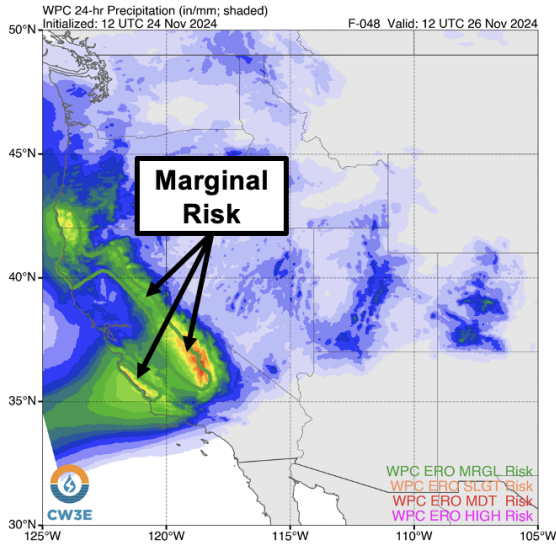 WPC 24-hr Precipitation (in/mm; shaded)
Initialized: 12 UTC 24 Nov 2024 F-048 Valid: 12 UTC 26 Nov 2024
50°N
45°N
Marginal
Risk
40°N
35°N
WPC ERO MRGL Risk
WPC ERO SLGT Risk
WPC ERO MDT Risk
WPC ERO HIGH Risk
CW3E
30°N
125°W 120°W 115°W 110°W 105°W